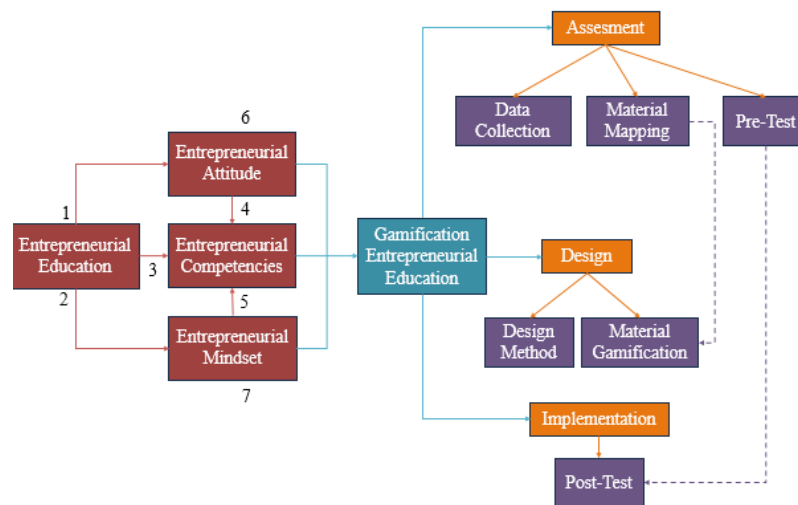 Assesment
Data
Collection
Material
Mapping
Pre-Test
6
Entrepreneurial
Attitude
1
4
Entrepreneurial
Education
3
Entrepreneurial
Competencies
Gamification
Entrepreneurial
Education
Design
2
5
Entrepreneurial
Mindset
7
Design
Method
Material
Gamification
Implementation
Post-Test